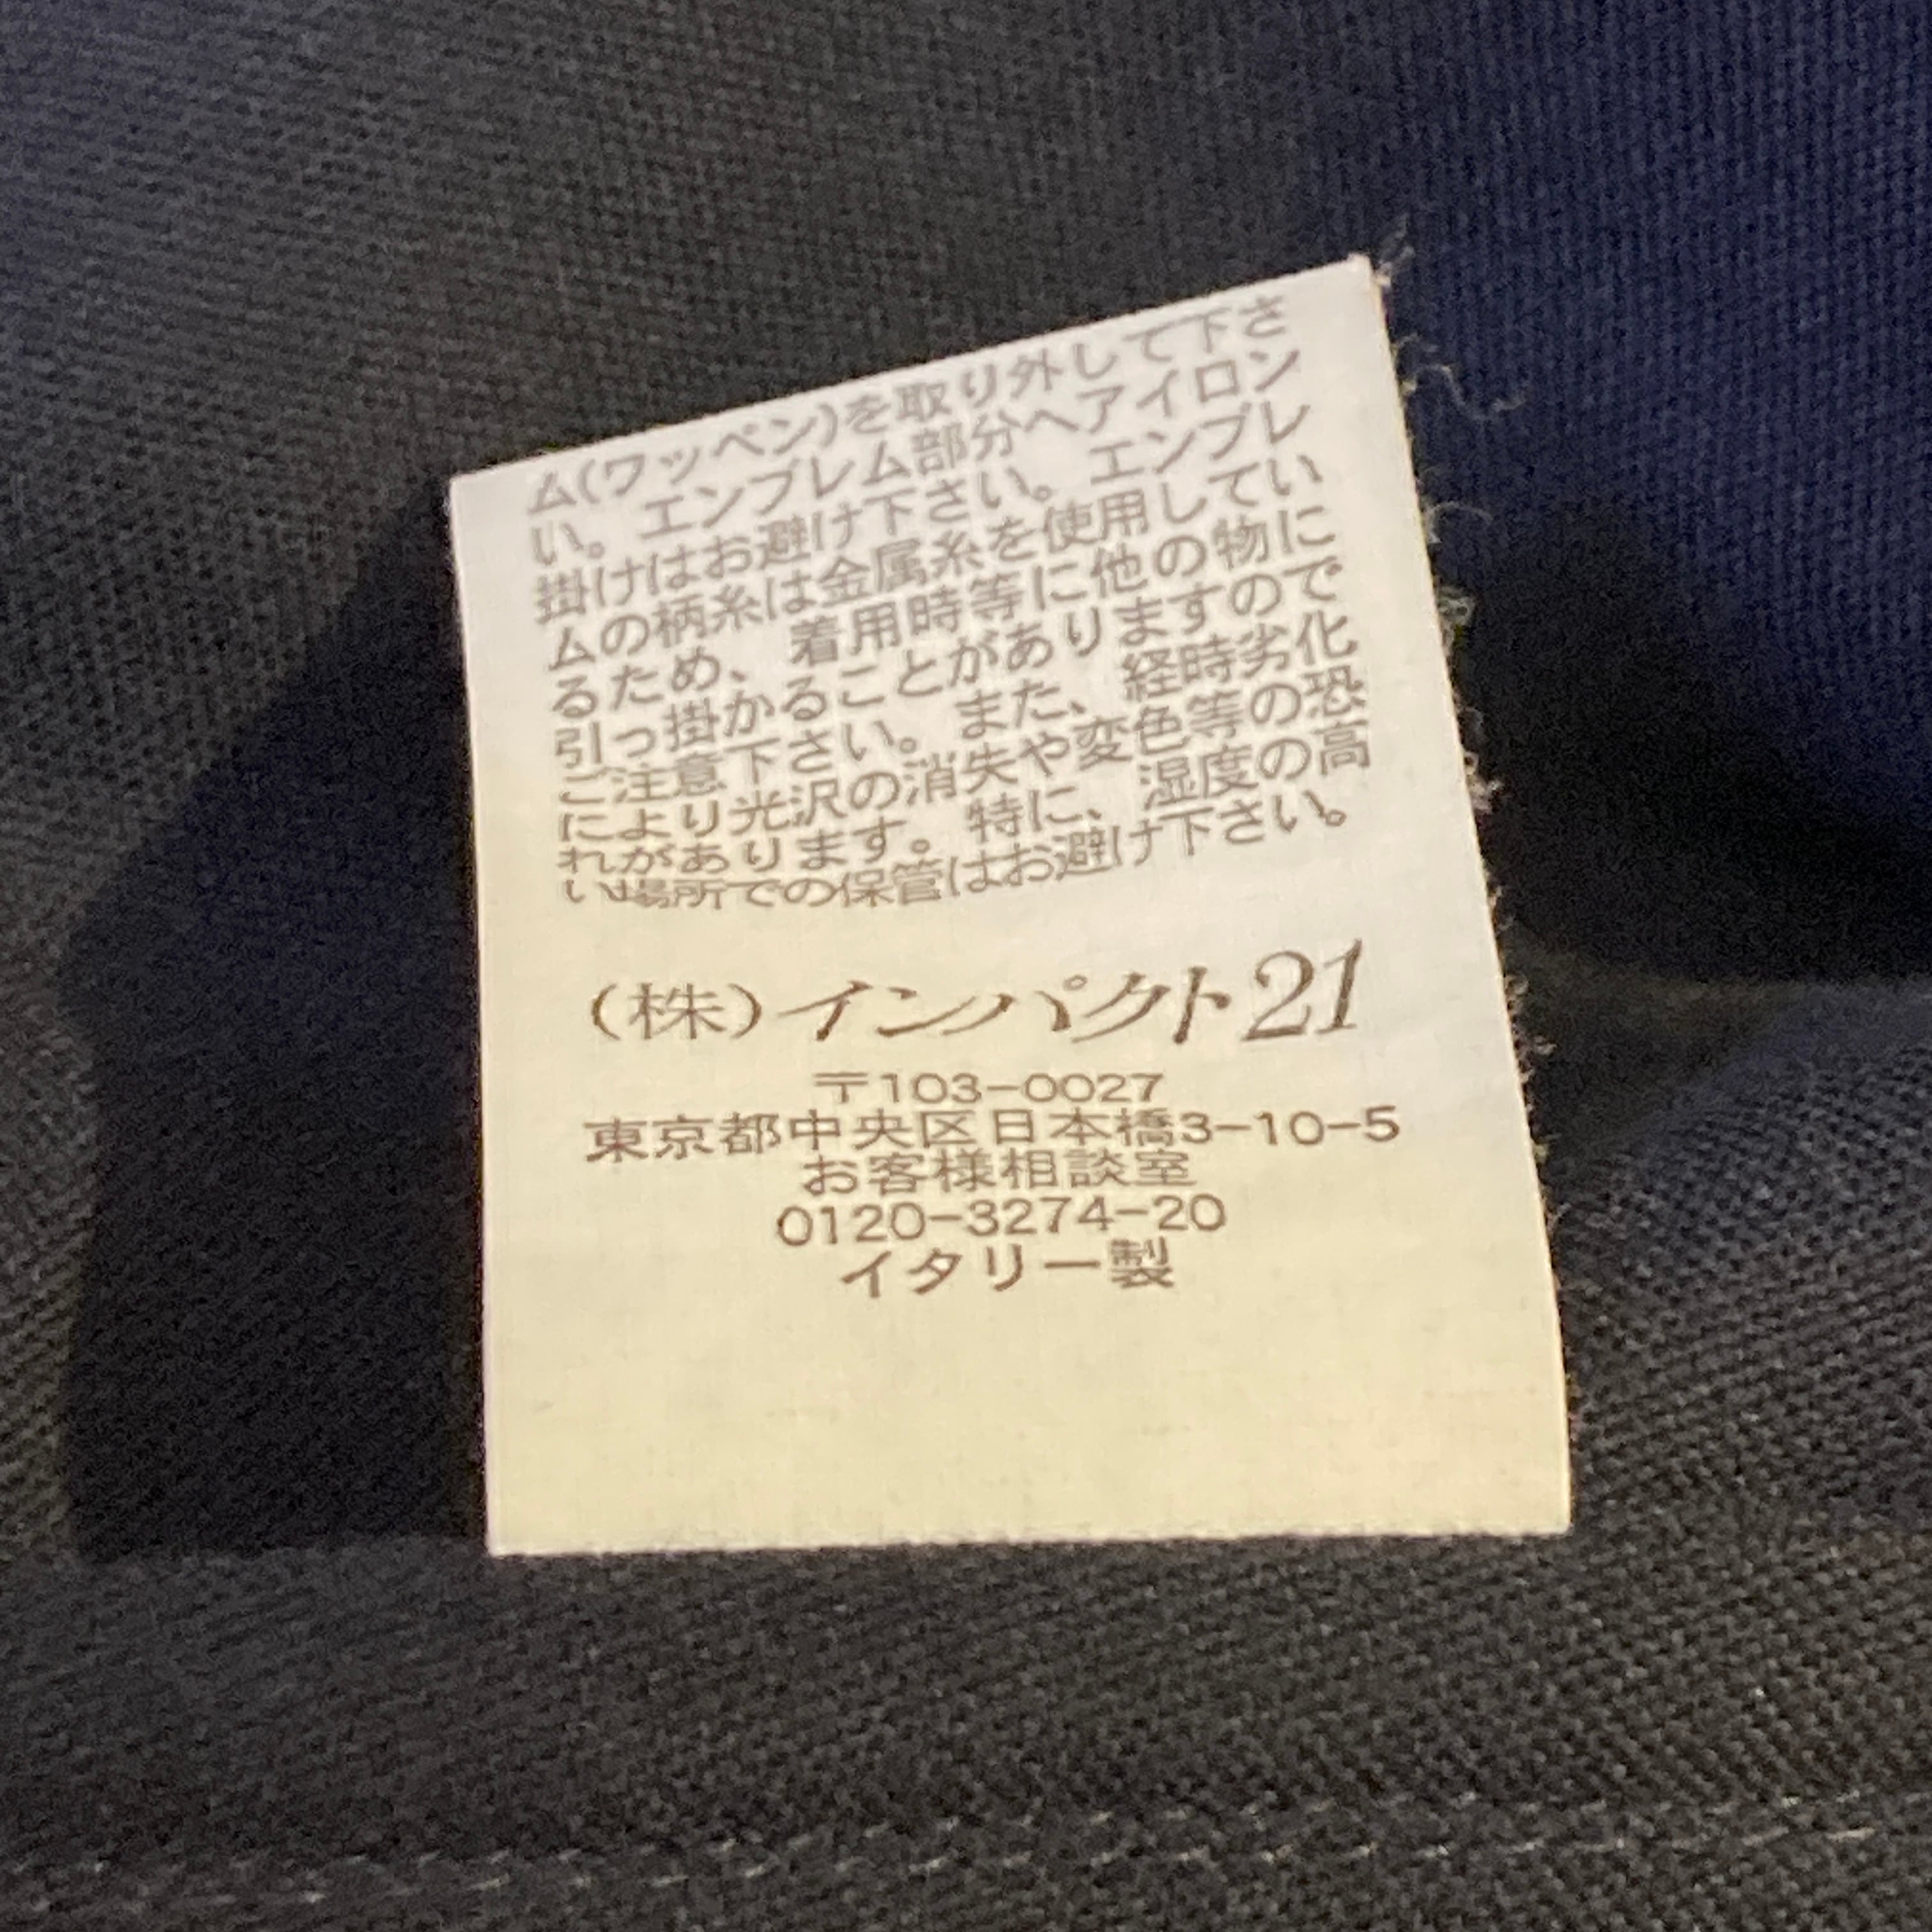 ム(ワッペン)を取り外して下さ
い。エンブレム部分へアイロン
掛けはお避け下さい。エンブレ
ムの柄糸は金属糸を使用してい
るため、着用時等に他の物に
引っ掛かることがありますので
ご注意下さい。また、経時劣化
により光沢の消失や変色等の恐
れがあります。特に、湿度の高
い場所での保管はお避け下さい。
(株)インパクト21
〒103-0027
東京都中央区日本橋3-10-5
お客様相談室
0120-3274-20
イタリー製